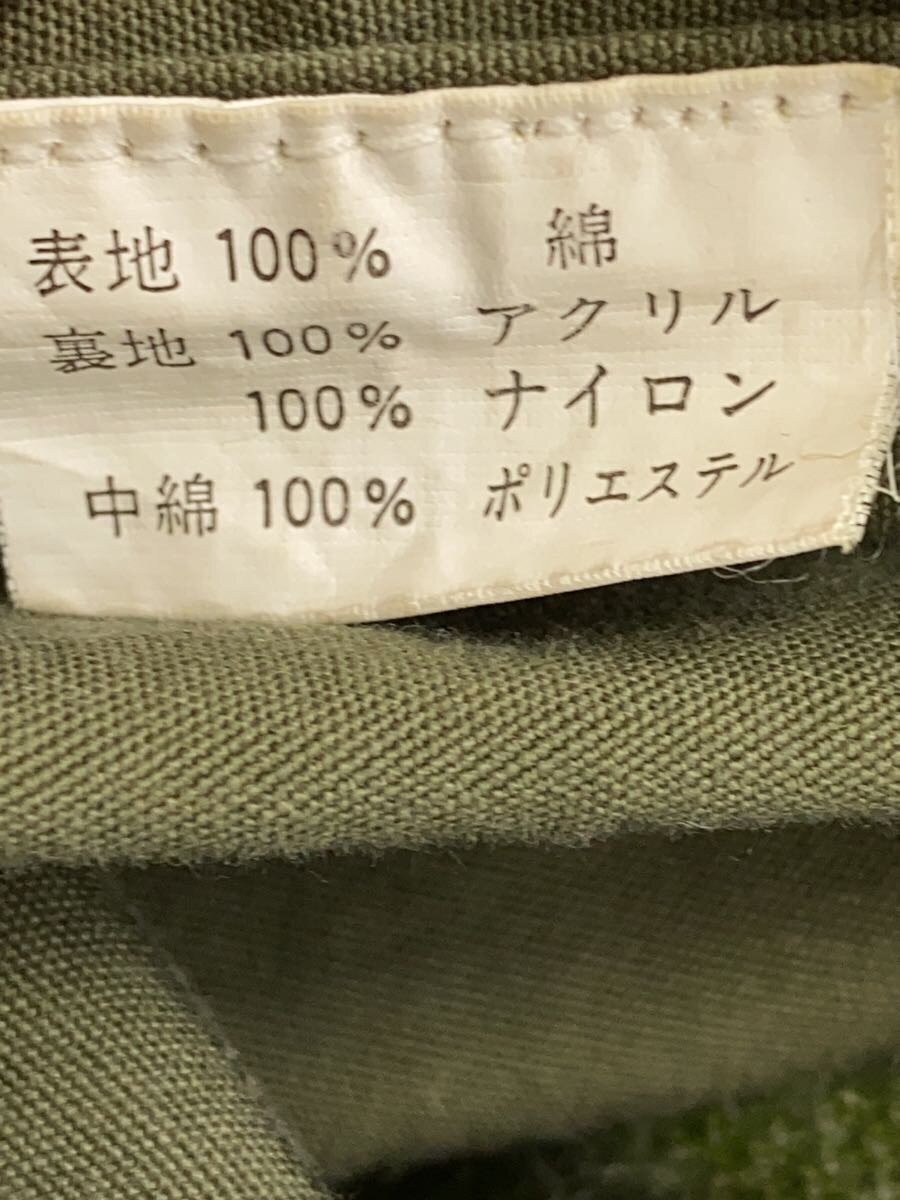 表地 100% 綿
裏地 100% アクリル
100% ナイロン
中綿 100% ポリエステル